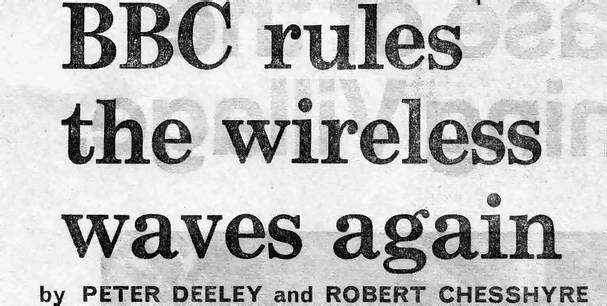 BBC rules
the wireless
waves again
by PETER DEELEY and ROBERT CHESSHYRE